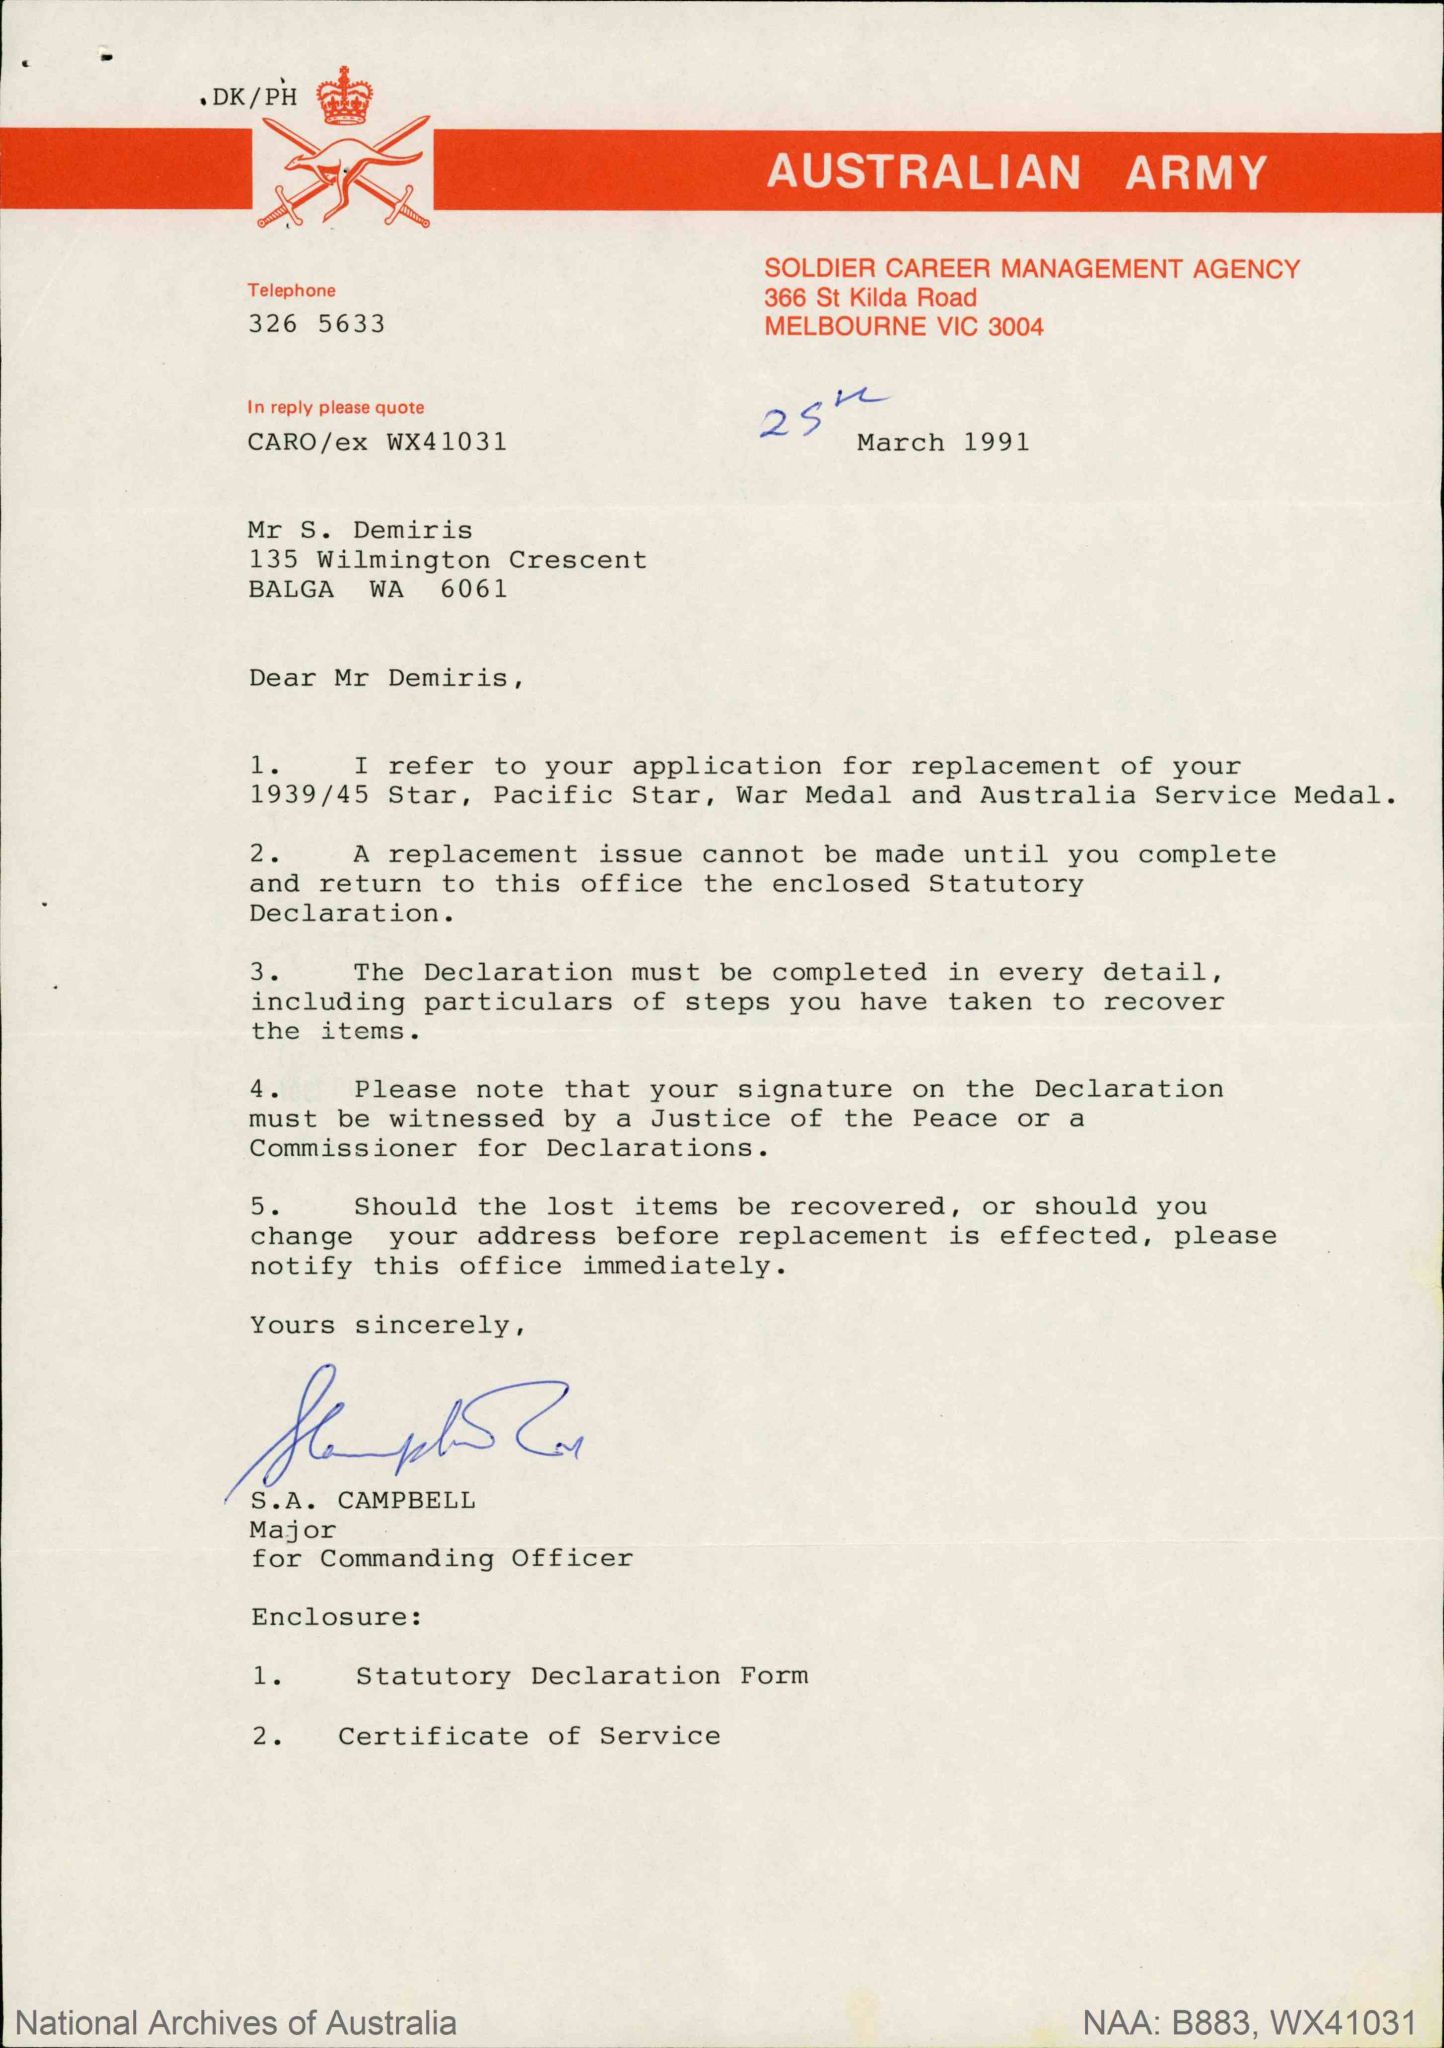 .DK/PH
AUSTRALIAN ARMY
SOLDIER CAREER MANAGEMENT AGENCY
366 St Kilda Road
MELBOURNE VIC 3004
Telephone
326 5633
In reply please quote
CARO/ex WX41031
25th
March 1991
Mr S. Demiris
135 Wilmington Crescent
BALGA WA 6061
Dear Mr Demiris,
1. I refer to your application for replacement of your
1939/45 Star, Pacific Star, War Medal and Australia Service Medal.
2. A replacement issue cannot be made until you complete
and return to this office the enclosed Statutory
Declaration.
3. The Declaration must be completed in every detail,
including particulars of steps you have taken to recover
the items.
4. Please note that your signature on the Declaration
must be witnessed by a Justice of the Peace or a
Commissioner for Declarations.
5. Should the lost items be recovered, or should you
change your address before replacement is effected, please
notify this office immediately.
Yours sincerely,
S.A. CAMPBELL
Major
for Commanding Officer
Enclosure:
1. Statutory Declaration Form
2. Certificate of Service
National Archives of Australia
NAA: B883, WX41031